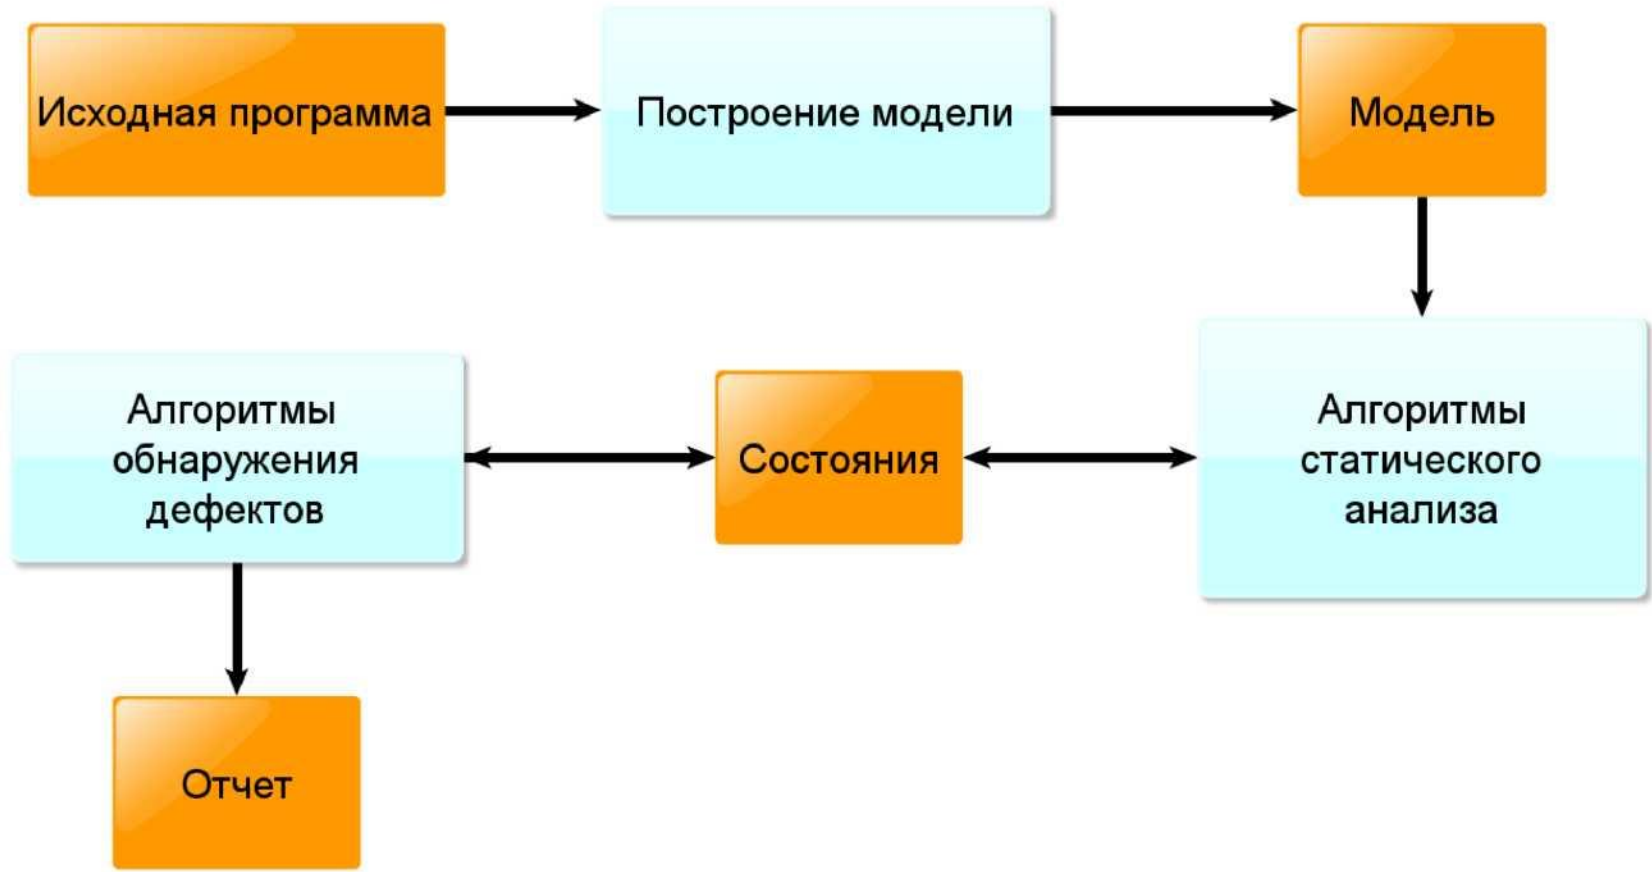 Исходная программа
Построение модели
Модель
Алгоритмы
обнаружения
дефектов
Состояния
Алгоритмы
статического
анализа
Отчет